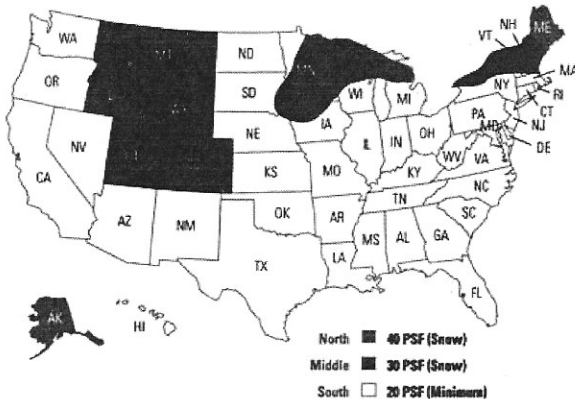 NH
VT
ME
WA
MT
ND
MN
MA
OR
SD
WI
MI
NY
RI
CT
NJ
DE
NV
NE
IA
IL
IN
OH
PA
MD
WV
VA
CA
KS
MO
KY
NC
AZ
NM
OK
AR
TN
SC
TX
LA
MS
AL
GA
FL
AK
HI
North 40 PSF (Snow)
Middle 30 PSF (Snow)
South 20 PSF (Minimum)